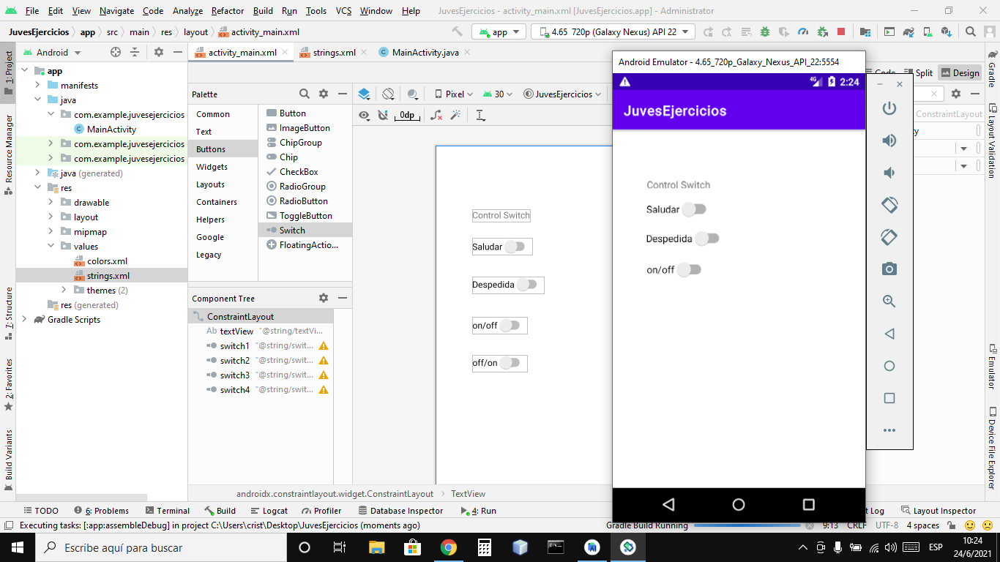 File Edit View Navigate Code Analyze Refactor Build Run Tools VCS Window Help JuvesEjercicios - activity_main.xml [JuvesEjercicios.app] - Administrator
JuvesEjercicios app src main res layout activity_main.xml app 4.65 720p (Galaxy Nexus) API 22
1: Project
Resource Manager
7: Structure
2: Favorites
Build Variants
Android
app
manifests
java
com.example.juvesejercicios
MainActivity
com.example.juvesejercicios
com.example.juvesejercicios
java (generated)
res
drawable
layout
mipmap
values
colors.xml
strings.xml
themes (2)
res (generated)
Gradle Scripts
activity_main.xml strings.xml MainActivity.java
Code Split Design
Palette
Common
Text
Buttons
Widgets
Layouts
Containers
Helpers
Google
Legacy
Button
ImageButton
ChipGroup
Chip
CheckBox
RadioGroup
RadioButton
ToggleButton
Switch
FloatingActio...
Component Tree
ConstraintLayout
Ab textView "@string/textVi...
switch1 "@string/swit...
switch2 "@string/swit...
switch3 "@string/swit...
switch4 "@string/swit...
Pixel 30 JuvesEjercicios
0dp
Control Switch
Saludar
Despedida
on/off
off/on
androidx.constraintlayout.widget.ConstraintLayout TextView
Android Emulator - 4.65_720p_Galaxy_Nexus_API_22:5554
4G 2:24
JuvesEjercicios
Control Switch
Saludar
Despedida
on/off
ConstraintLayout
Gradle
Layout Validation
Emulator
Device File Explorer
TODO 6: Problems Terminal Build Logcat Profiler Database Inspector 4: Run t Log Layout Inspector
Executing tasks: [:app:assembleDebug] in project C:\Users\crist\Desktop\JuvesEjercicios (moments ago) Gradle Build Running 9:13 CRLF UTF-8 4 spaces
Escribe aquí para buscar
ESP
10:24
24/6/2021